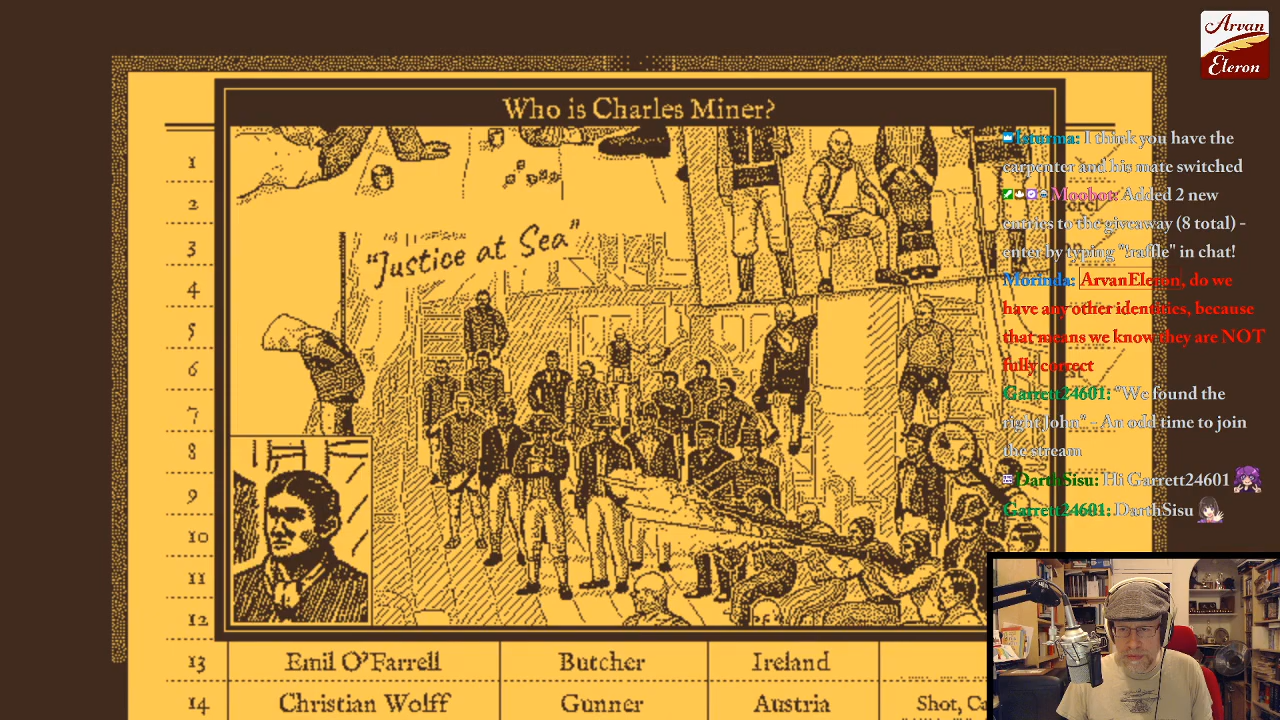 Arvan
Eleron
Who is Charles Miner?
Isturma: I think you have the
carpenter and his mate switched
Moobot: Added 2 new
entries to the giveaway (8 total) -
enter by typing "!raffle" in chat!
Morinda: ArvanEleron, do we
have any other identities, because
that means we know they are NOT
fully correct
Garrett24601: "We found the
right John" - An odd time to join
the stream
DarthSisu: Hi Garrett24601
Garrett24601: DarthSisu
"Justice at Sea"
1
2
3
4
5
6
7
8
9
10
11
12
13 Emil O'Farrell Butcher Ireland
14 Christian Wolff Gunner Austria Shot, Ca